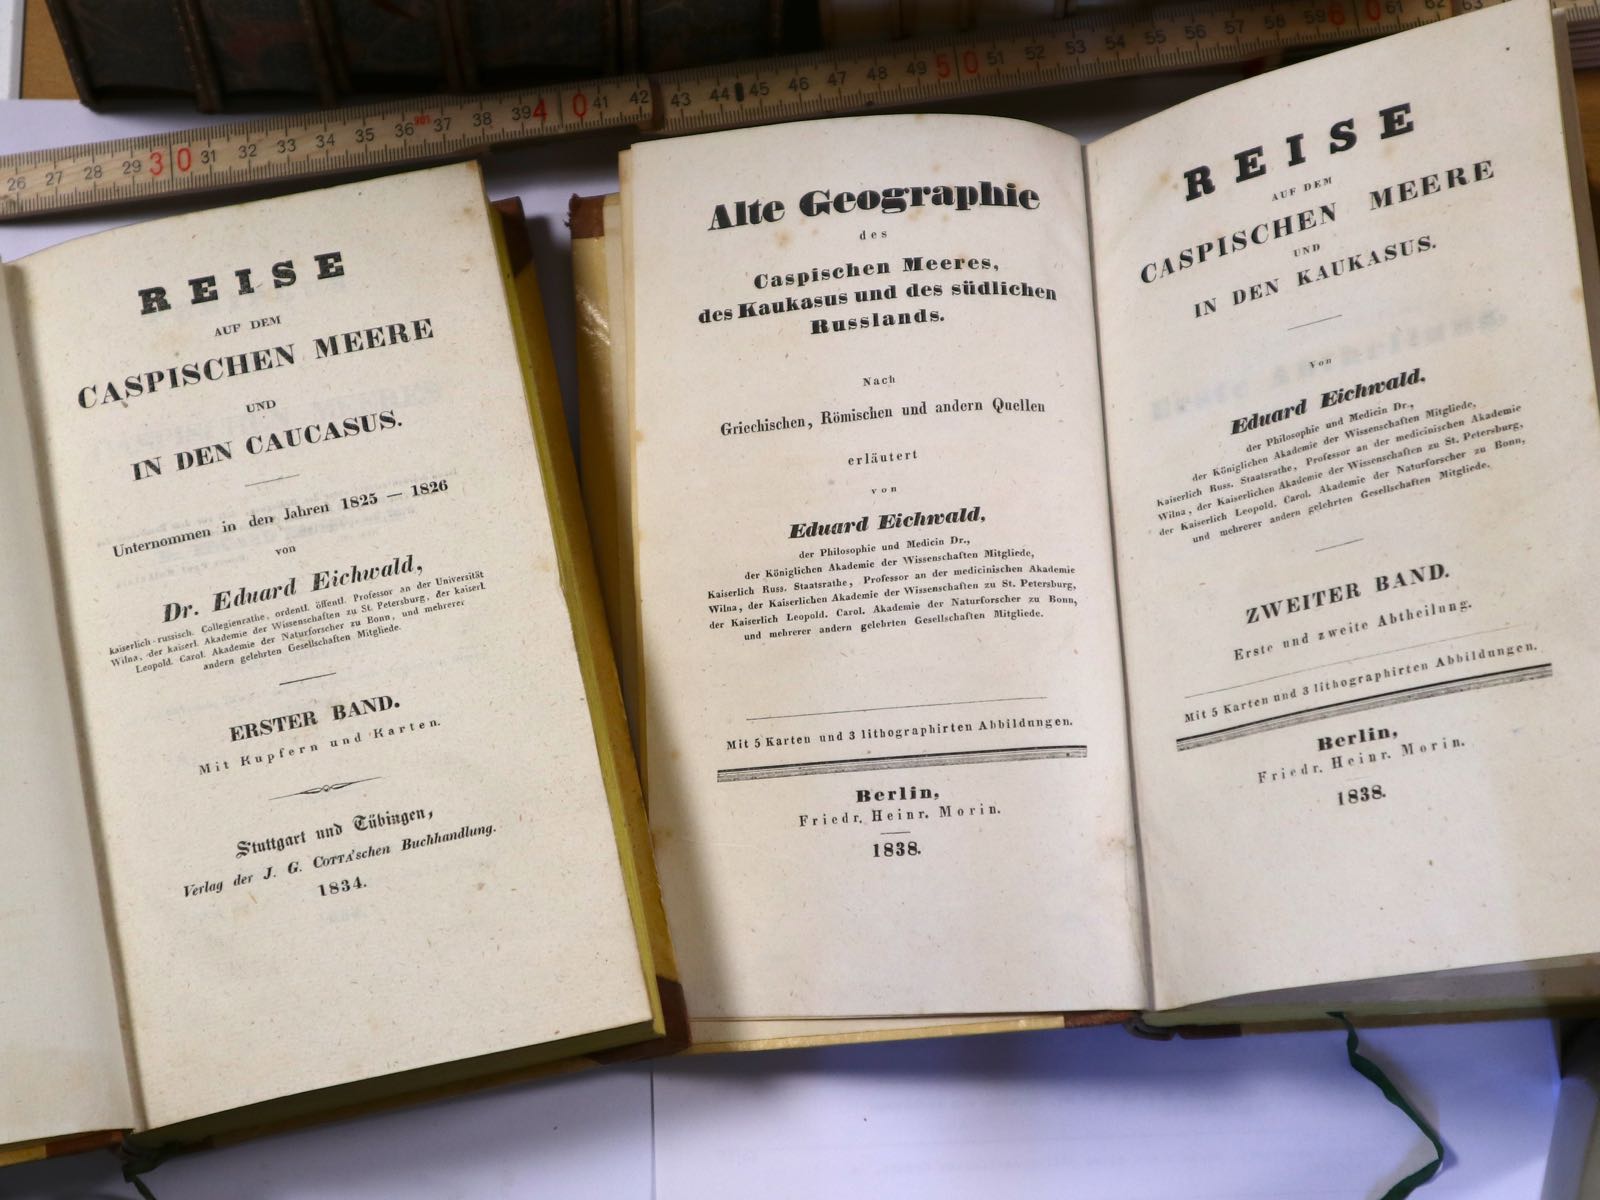 26 27 28 29 30 31 32 33 34 35 36 37 38 39 40 41 42 43 44 45 46 47 48 49 50 51 52 53 54 55 56 57 58 59 60 61 62 63
REISE
AUF DEM
CASPISCHEN MEERE
UND
IN DEN CAUCASUS.
Unternommen in den Jahren 1825 — 1826
von
Dr. Eduard Eichwald,
kaiserlich-russisch. Collegienrathe, ordentl. öffentl. Professor an der Universität
Wilna, der kaiserl. Akademie der Wissenschaften zu St. Petersburg, der kaiserl.
Leopold. Carol. Akademie der Naturforscher zu Bonn, und mehrerer
andern gelehrten Gesellschaften Mitgliede.
ERSTER BAND.
Mit Kupfern und Karten.
Stuttgart und Tübingen,
Verlag der J. G. COTTA'schen Buchhandlung.
1834.
Alte Geographie
des
Caspischen Meeres,
des Kaukasus und des südlichen
Russlands.
Nach
Griechischen, Römischen und andern Quellen
erläutert
von
Eduard Eichwald,
der Philosophie und Medicin Dr.,
der Königlichen Akademie der Wissenschaften Mitgliede,
Kaiserlich Russ. Staatsrathe, Professor an der medicinischen Akademie
Wilna, der Kaiserlichen Akademie der Wissenschaften zu St. Petersburg,
der Kaiserlich Leopold. Carol. Akademie der Naturforscher zu Bonn,
und mehrerer andern gelehrten Gesellschaften Mitgliede.
Mit 5 Karten und 3 lithographirten Abbildungen.
Berlin,
Friedr. Heinr. Morin.
1838.
REISE
AUF DEM
CASPISCHEN MEERE
UND
IN DEN KAUKASUS.
Von
Eduard Eichwald,
der Philosophie und Medicin Dr.,
der Königlichen Akademie der Wissenschaften Mitgliede,
Kaiserlich Russ. Staatsrathe, Professor an der medicinischen Akademie
Wilna, der Kaiserlichen Akademie der Wissenschaften zu St. Petersburg,
der Kaiserlich Leopold. Carol. Akademie der Naturforscher zu Bonn,
und mehrerer andern gelehrten Gesellschaften Mitgliede.
ZWEITER BAND.
Erste und zweite Abtheilung.
Mit 5 Karten und 3 lithographirten Abbildungen.
Berlin,
Friedr. Heinr. Morin.
1838.